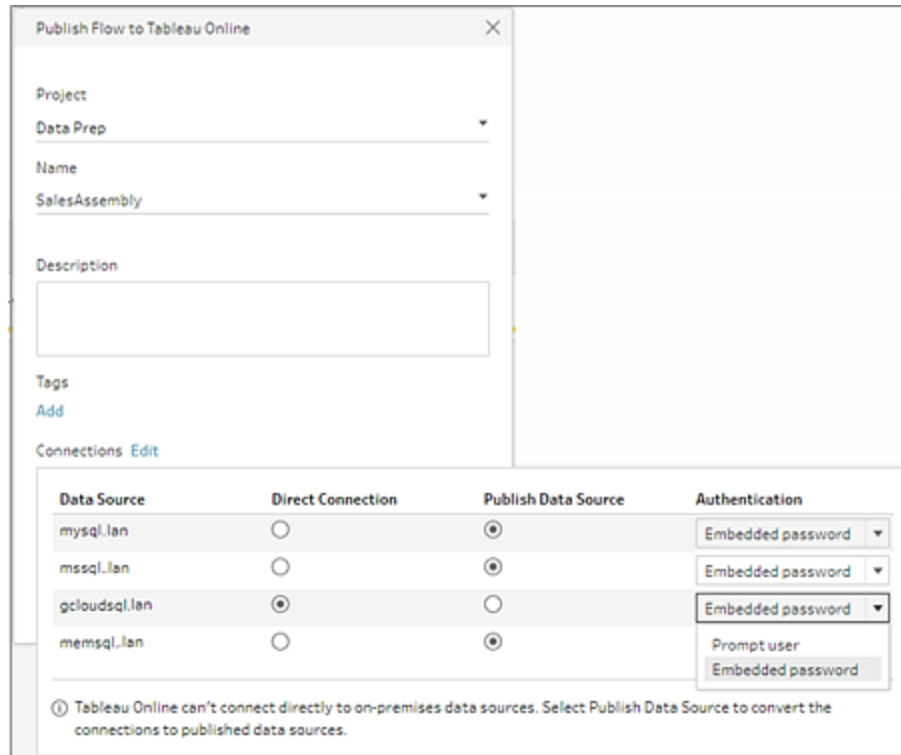 Publish Flow to Tableau Online
Project
Data Prep
Name
SalesAssembly
Description
Tags
Add
Connections Edit
Data Source Direct Connection Publish Data Source Authentication
mysql.lan Embedded password
mssql..lan Embedded password
gcloudsql.lan Embedded password
memsql..lan
Prompt user
Embedded password
Tableau Online can't connect directly to on-premises data sources. Select Publish Data Source to convert the
connections to published data sources.